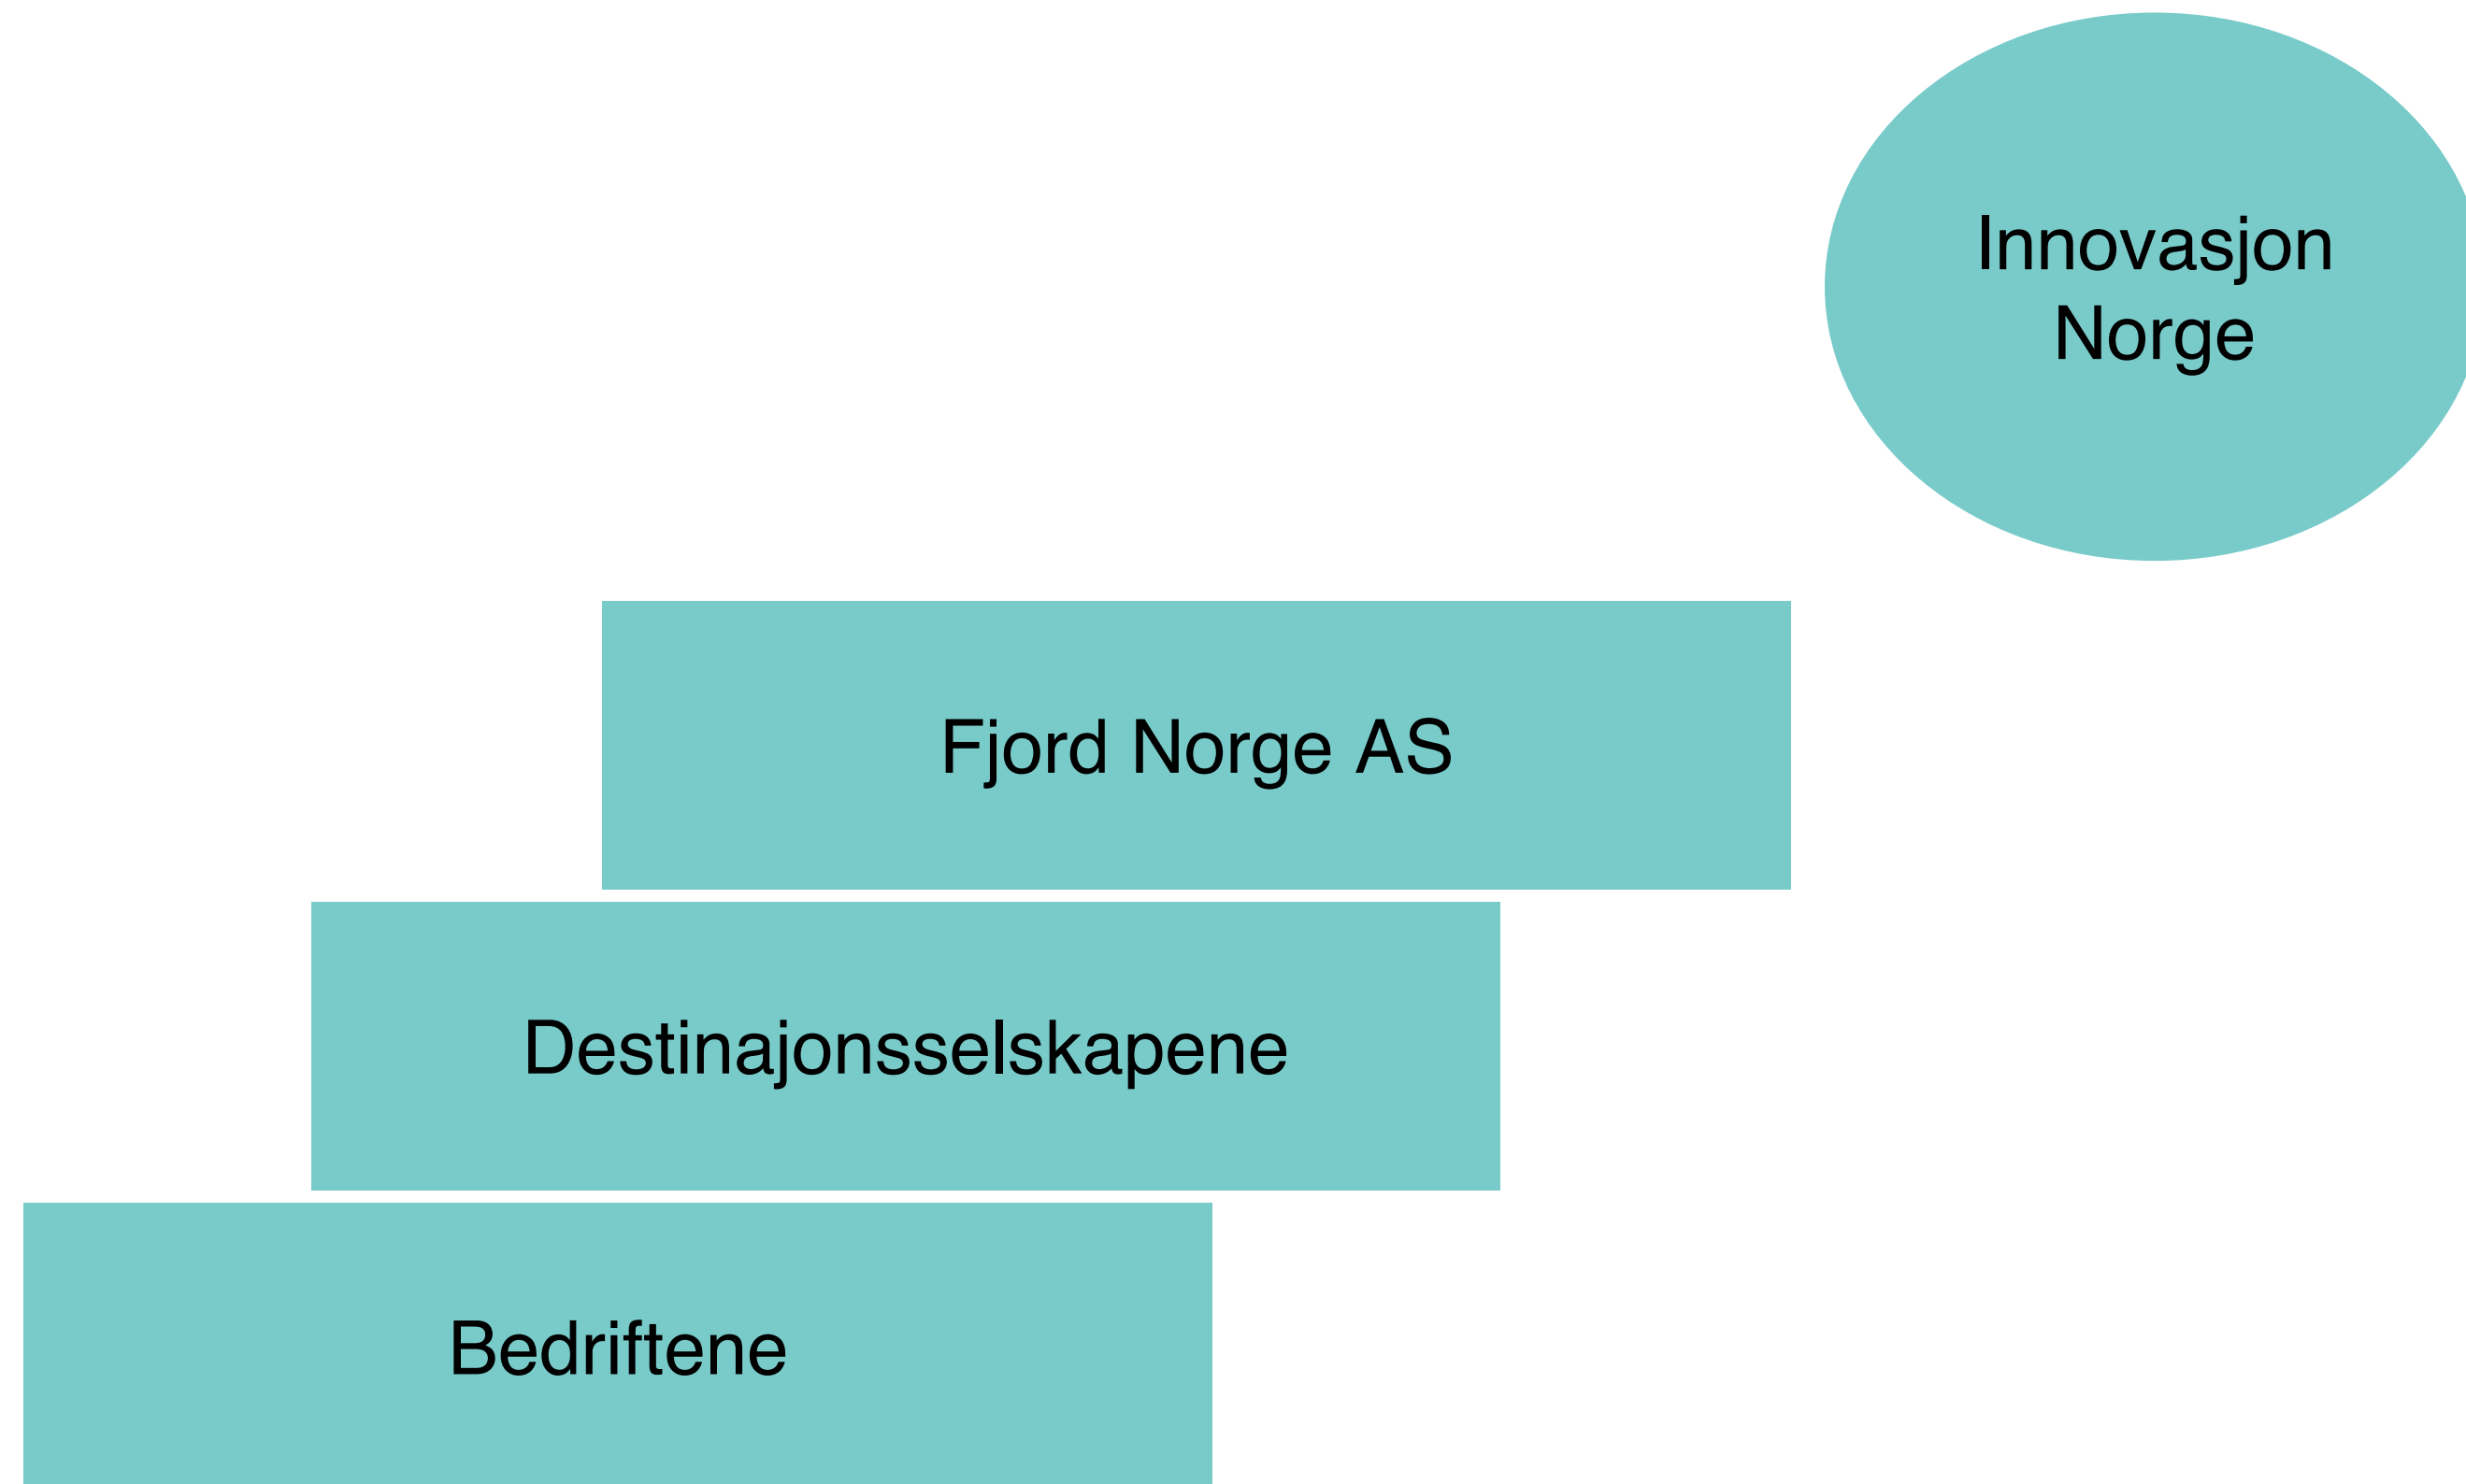 Innovasjon
Norge
Fjord Norge AS
Destinajonsselskapene
Bedriftene